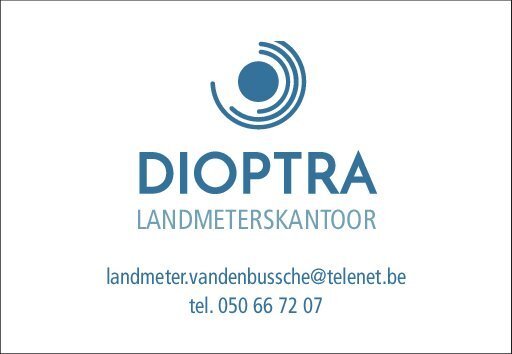 DIOPTRA
LANDMETERSKANTOOR
landmeter.vandenbussche@telenet.be
tel. 050 66 72 07